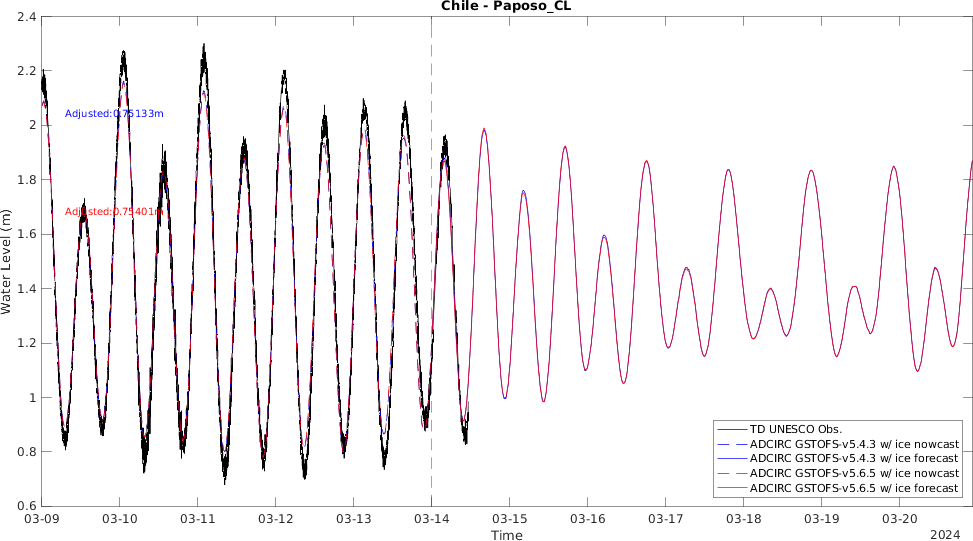 Chile - Paposo_CL
2.4
2.2
2
1.8
1.6
1.4
1.2
1
0.8
0.6
Water Level (m)
Adjusted:0.75133m
Adjusted:0.75401m
TD UNESCO Obs.
ADCIRC GSTOFS-v5.4.3 w/ ice nowcast
ADCIRC GSTOFS-v5.4.3 w/ ice forecast
ADCIRC GSTOFS-v5.6.5 w/ ice nowcast
ADCIRC GSTOFS-v5.6.5 w/ ice forecast
03-09 03-10 03-11 03-12 03-13 03-14 03-15 03-16 03-17 03-18 03-19 03-20
Time
2024